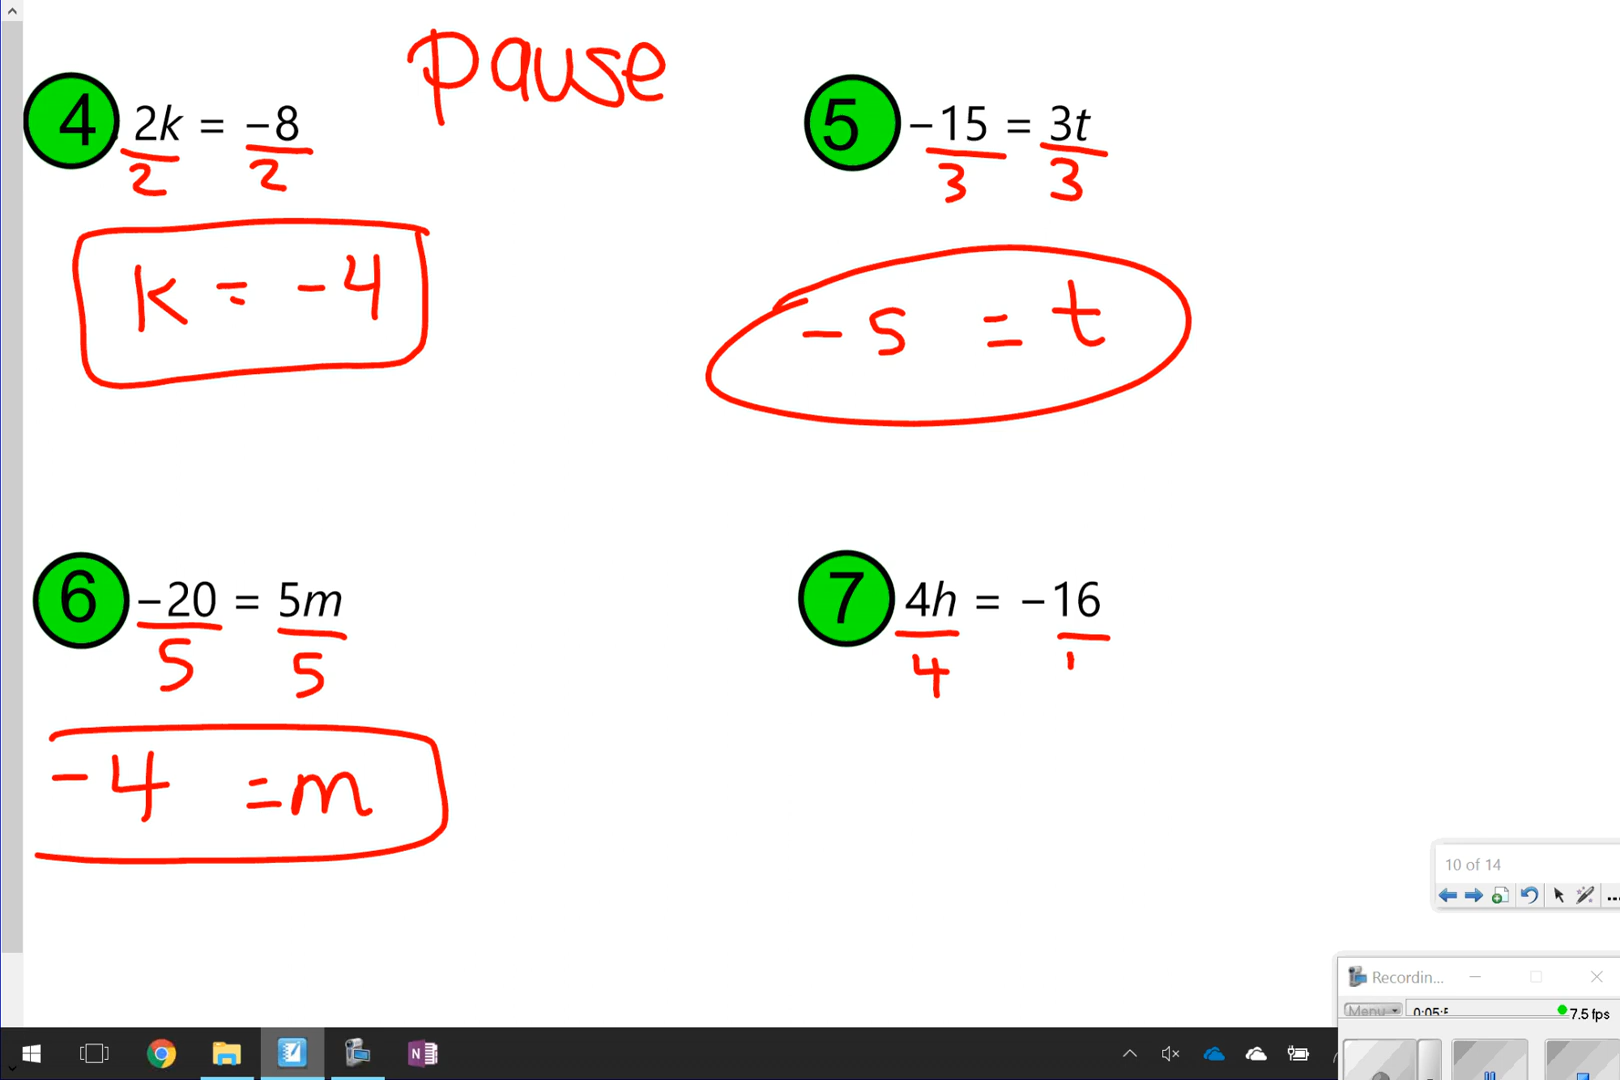 pause
4 2k = −8
2 2
k = -4
5 −15 = 3t
3 3
-5 = t
6 −20 = 5m
5 5
-4 = m
7 4h = −16
4
10 of 14
...
Recordin...
Menu
7.5 fps
N